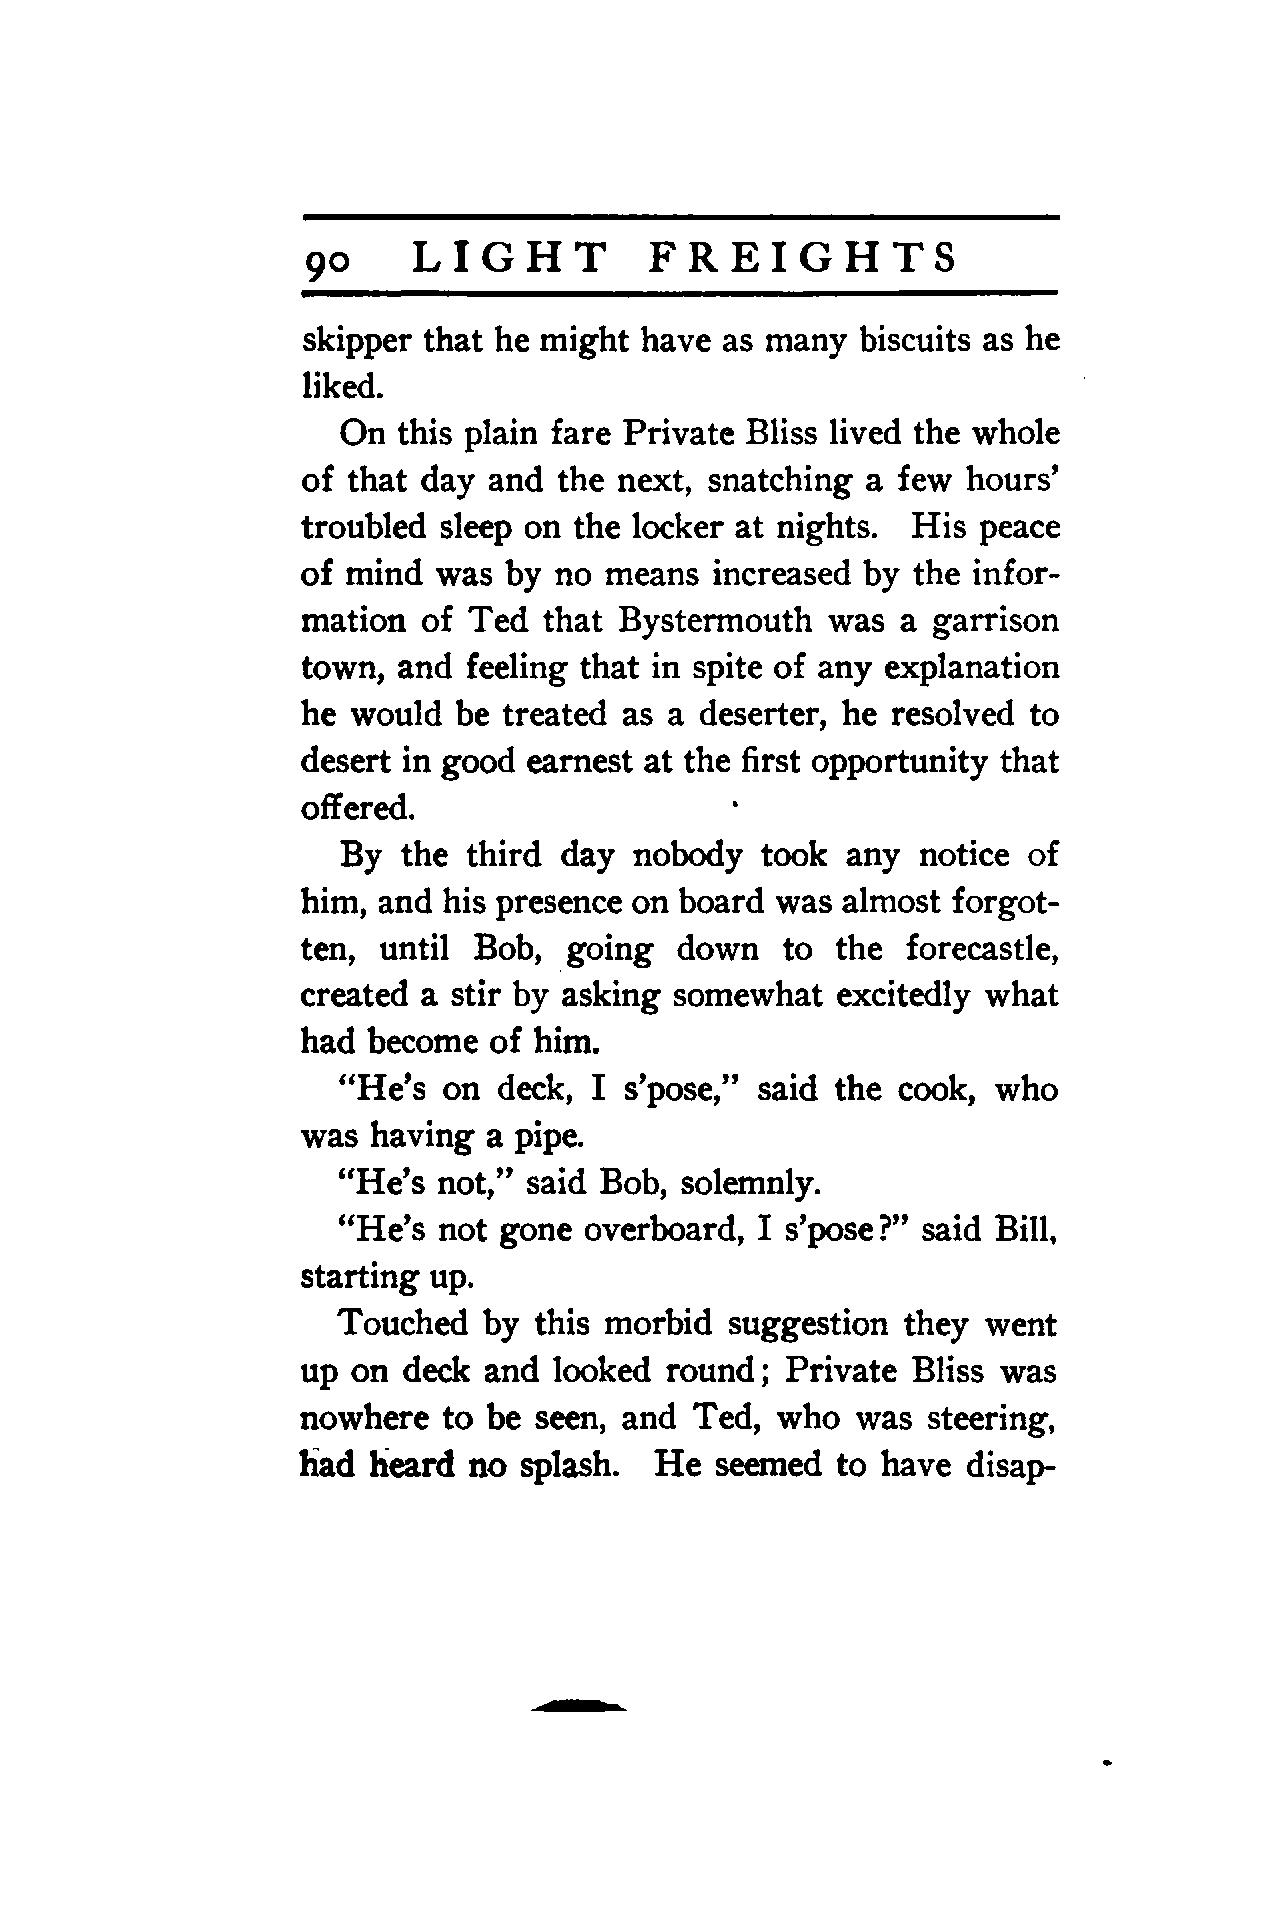 90 LIGHT FREIGHTS
skipper that he might have as many biscuits as he
liked.
On this plain fare Private Bliss lived the whole
of that day and the next, snatching a few hours'
troubled sleep on the locker at nights. His peace
of mind was by no means increased by the infor-
mation of Ted that Bystermouth was a garrison
town, and feeling that in spite of any explanation
he would be treated as a deserter, he resolved to
desert in good earnest at the first opportunity that
offered.
By the third day nobody took any notice of
him, and his presence on board was almost forgot-
ten, until Bob, going down to the forecastle,
created a stir by asking somewhat excitedly what
had become of him.
“He's on deck, I s'pose,” said the cook, who
was having a pipe.
“He's not,” said Bob, solemnly.
“He's not gone overboard, I s'pose?” said Bill,
starting up.
Touched by this morbid suggestion they went
up on deck and looked round; Private Bliss was
nowhere to be seen, and Ted, who was steering,
had heard no splash. He seemed to have disap-